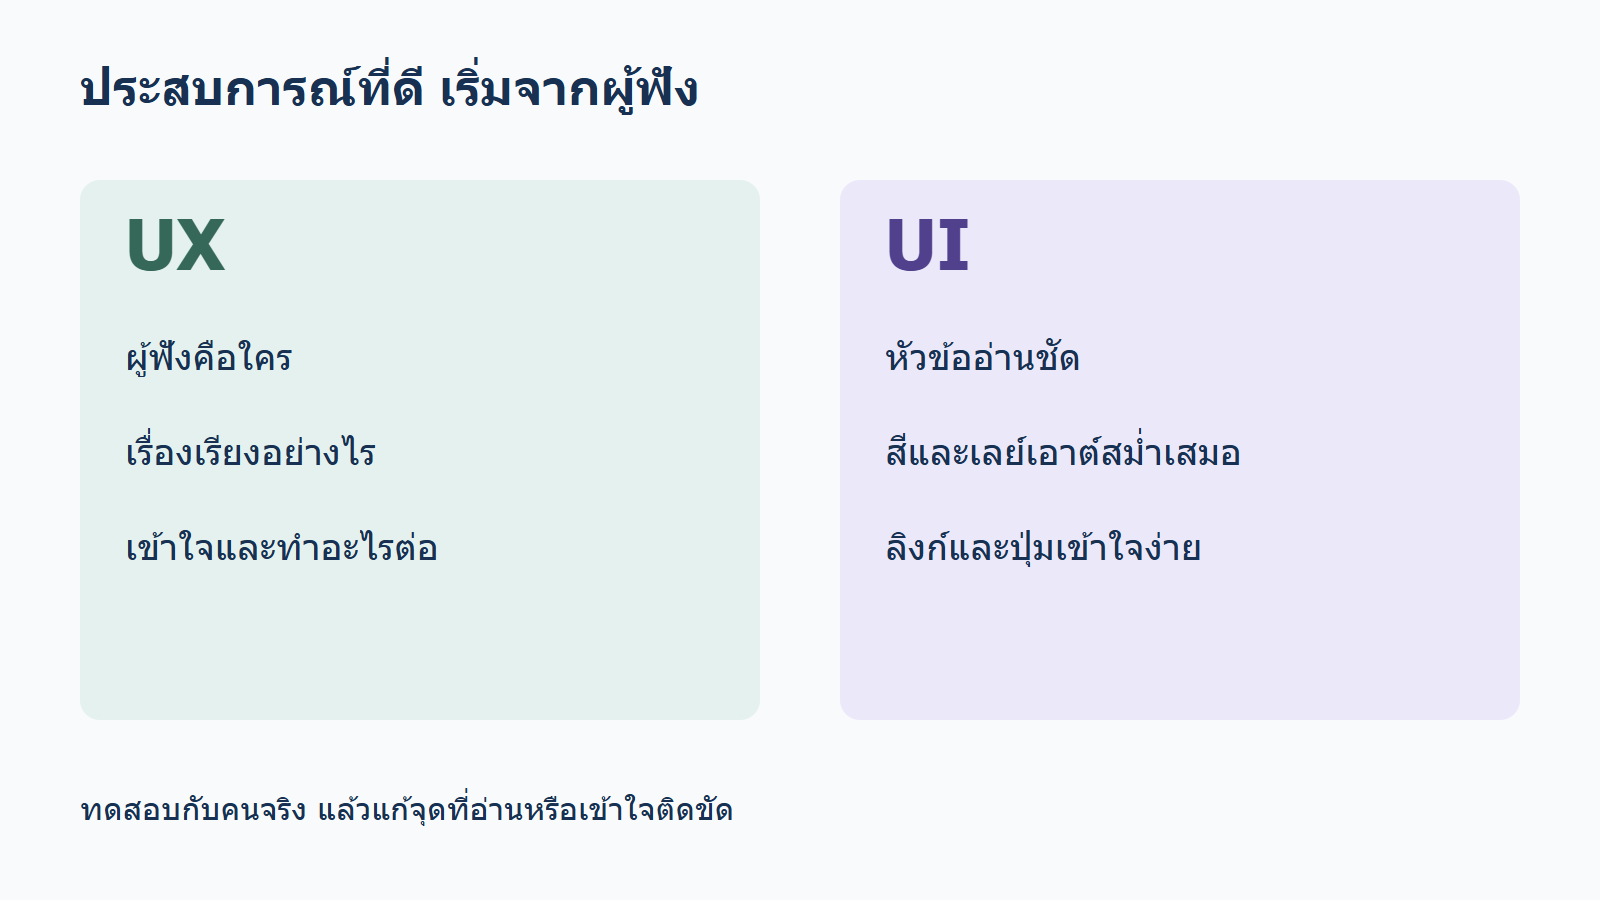 ประสบการณ์ที่ดี เริ่มจากผู้ฟัง
UX
ผู้ฟังคือใคร
เรื่องเรียงอย่างไร
เข้าใจและทำอะไรต่อ
UI
หัวข้ออ่านชัด
สีและเลย์เอาต์สม่ำเสมอ
ลิงก์และปุ่มเข้าใจง่าย
ทดสอบกับคนจริง แล้วแก้จุดที่อ่านหรือเข้าใจติดขัด